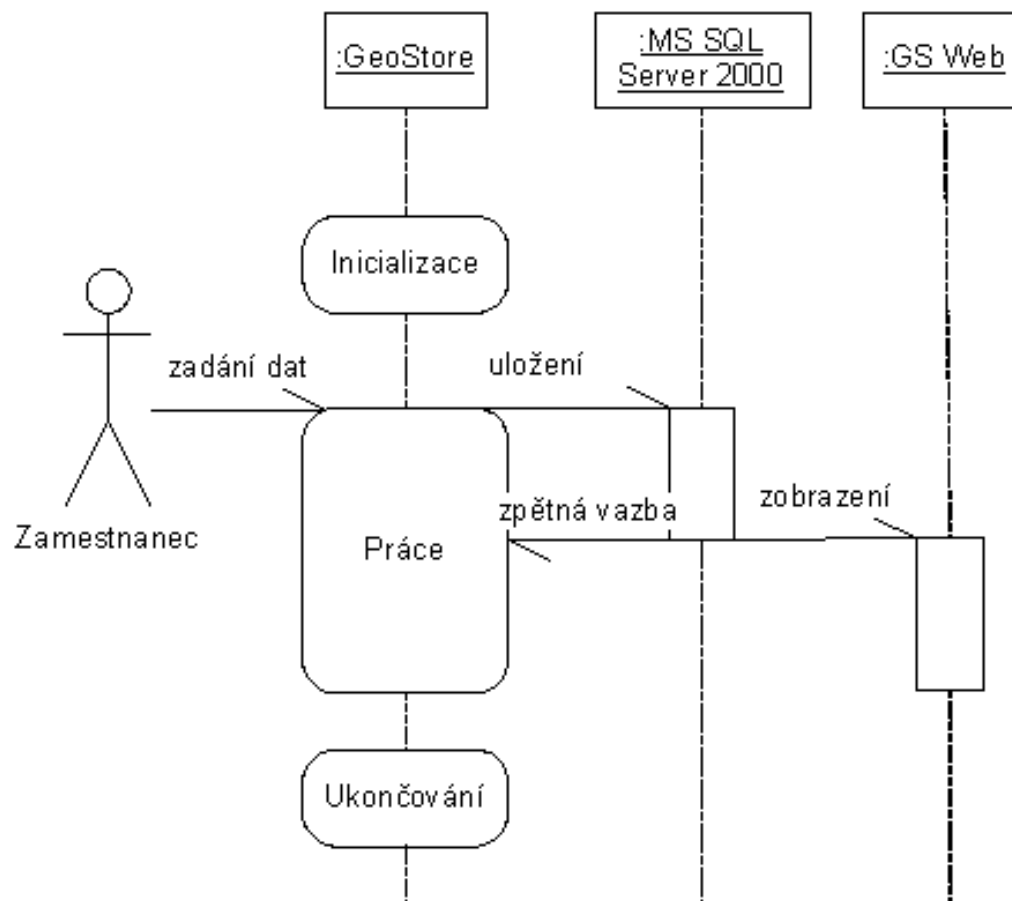 :GeoStore
:MS SQL
Server 2000
:GS Web
Inicializace
zadání dat
uložení
zpětná vazba
zobrazení
Zamestnanec
Práce
Ukončování